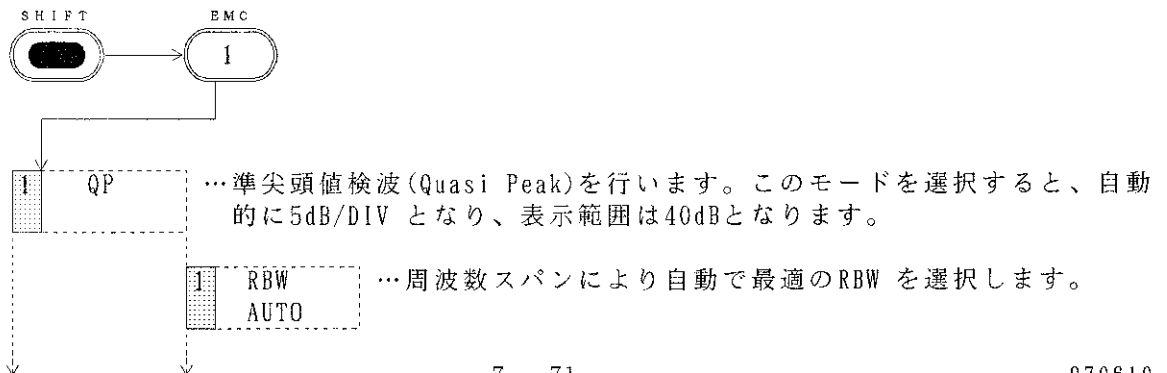 SHIFT EMC
1
1 QP …準尖頭値検波(Quasi Peak)を行います。このモードを選択すると、自動
的に5dB/DIV となり、表示範囲は40dBとなります。
1 RBW …周波数スパンにより自動で最適のRBW を選択します。
AUTO
7 71 970610